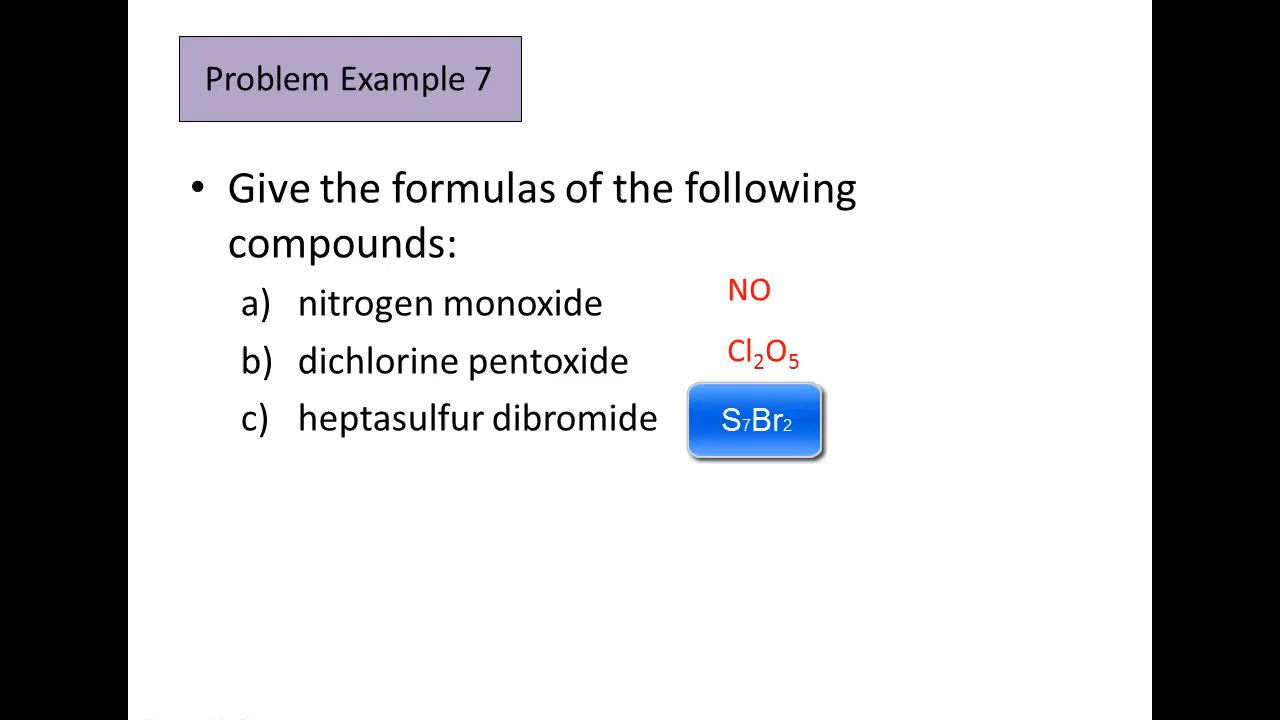 Problem Example 7
• Give the formulas of the following
compounds:
a) nitrogen monoxide NO
b) dichlorine pentoxide Cl₂O₅
c) heptasulfur dibromide S₇Br₂